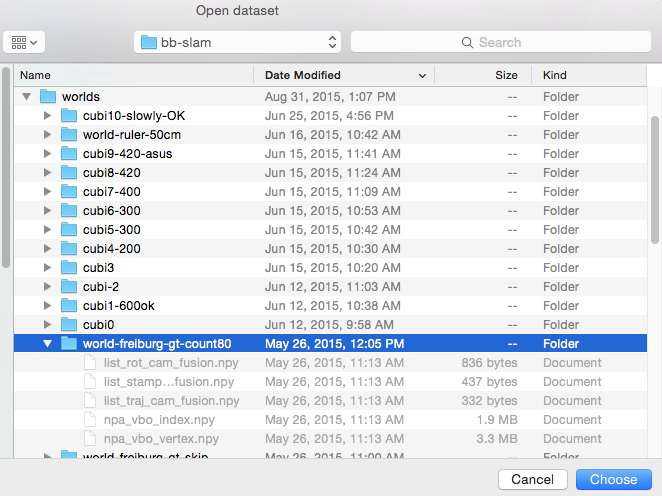 Open dataset
bb-slam Search
Name Date Modified Size Kind
worlds Aug 31, 2015, 1:07 PM -- Folder
cubi10-slowly-OK Jun 25, 2015, 4:56 PM -- Folder
world-ruler-50cm Jun 16, 2015, 10:42 AM -- Folder
cubi9-420-asus Jun 15, 2015, 11:41 AM -- Folder
cubi8-420 Jun 15, 2015, 11:24 AM -- Folder
cubi7-400 Jun 15, 2015, 11:09 AM -- Folder
cubi6-300 Jun 15, 2015, 10:53 AM -- Folder
cubi5-300 Jun 15, 2015, 10:42 AM -- Folder
cubi4-200 Jun 15, 2015, 10:30 AM -- Folder
cubi3 Jun 15, 2015, 10:20 AM -- Folder
cubi-2 Jun 12, 2015, 11:03 AM -- Folder
cubi1-600ok Jun 12, 2015, 10:38 AM -- Folder
cubi0 Jun 12, 2015, 9:58 AM -- Folder
world-freiburg-gt-count80 May 26, 2015, 12:05 PM -- Folder
list_rot_cam_fusion.npy May 26, 2015, 11:13 AM 836 bytes Document
list_stamp...fusion.npy May 26, 2015, 11:13 AM 437 bytes Document
list_traj_cam_fusion.npy May 26, 2015, 11:13 AM 332 bytes Document
npa_vbo_index.npy May 26, 2015, 11:13 AM 1.9 MB Document
npa_vbo_vertex.npy May 26, 2015, 11:13 AM 3.3 MB Document
world-freiburg-gt-skip May 26, 2015, 11:00 AM -- Folder
Cancel Choose